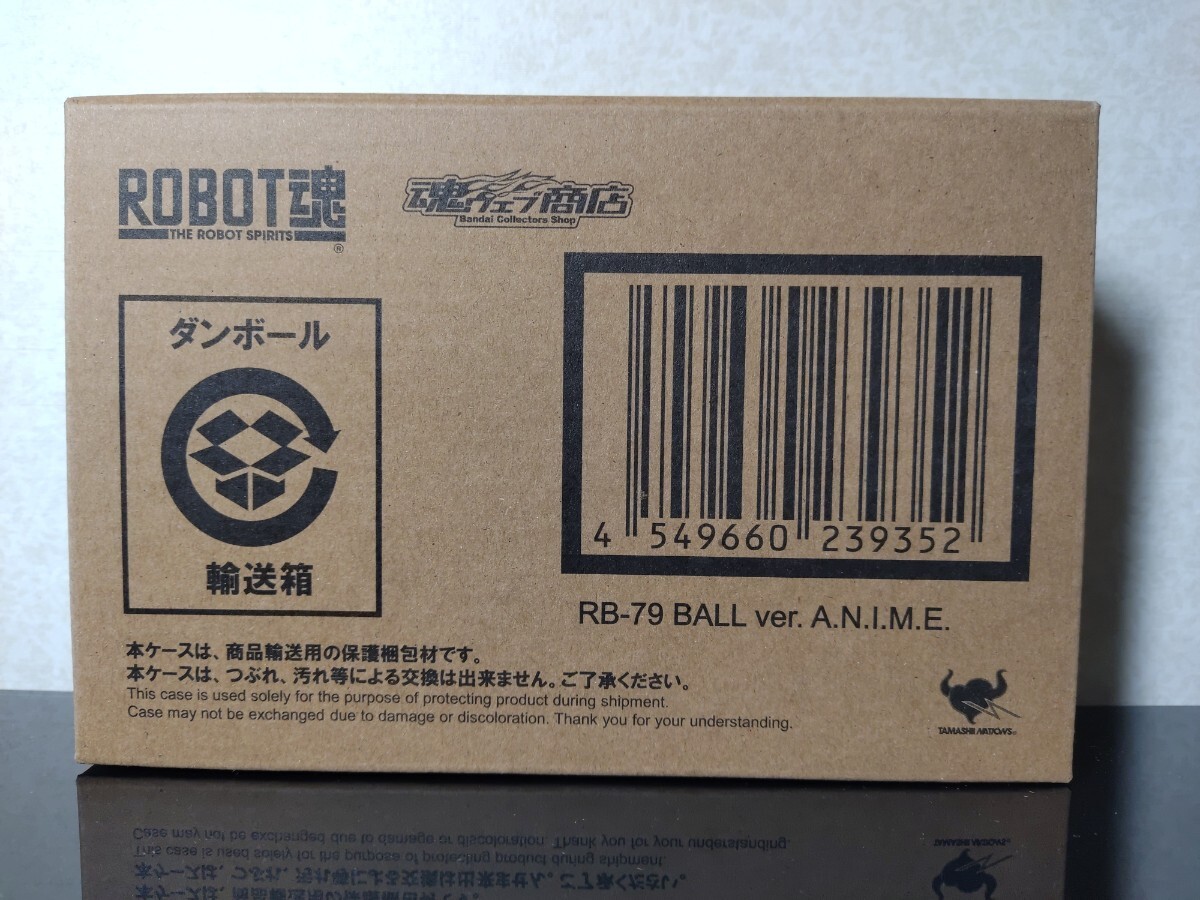 ROBOT魂
THE ROBOT SPIRITS
®
魂ウェブ商店
Bandai Collectors Shop
ダンボール
輸送箱
4 549660 239352
RB-79 BALL ver. A.N.I.M.E.
本ケースは、商品輸送用の保護梱包材です。
本ケースは、つぶれ、汚れ等による交換は出来ません。ご了承ください。
This case is used solely for the purpose of protecting product during shipment.
Case may not be exchanged due to damage or discoloration. Thank you for your understanding.
TAMASHII NATIONS®